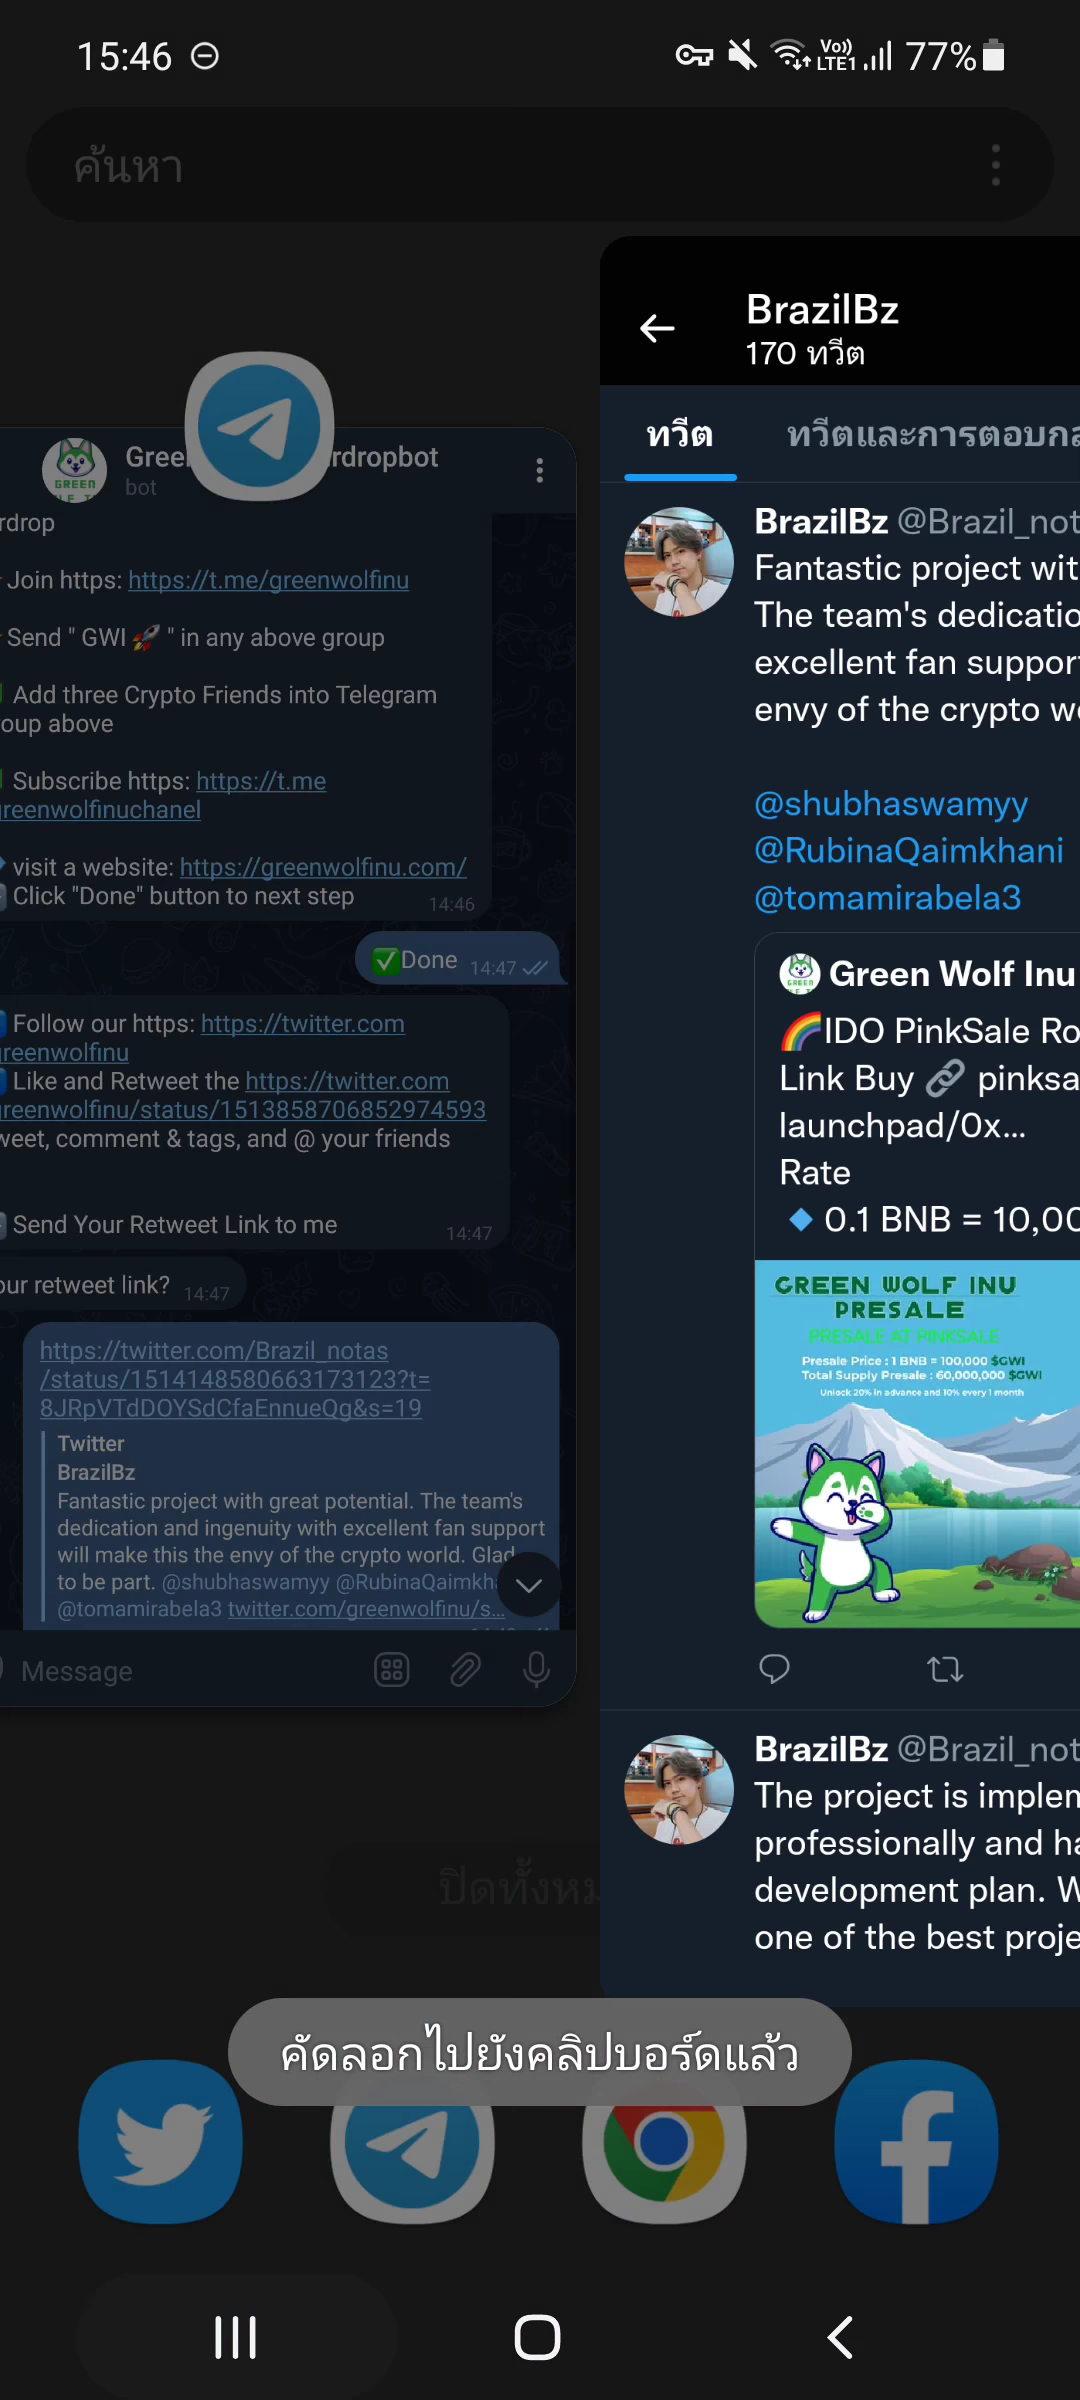 15:46
Vo))
LTE1
77%
ค้นหา
bot
rdropbot
rdrop
Join https: https://t.me/greenwolfinu
Send " GWI 🚀 " in any above group
Add three Crypto Friends into Telegram
oup above
Subscribe https: https://t.me
greenwolfinuchanel
visit a website: https://greenwolfinu.com/
Click "Done" button to next step
14:46
✅Done 14:47
Follow our https: https://twitter.com
greenwolfinu
Like and Retweet the https://twitter.com
greenwolfinu/status/1513858706852974593
weet, comment & tags, and @ your friends
Send Your Retweet Link to me
14:47
our retweet link? 14:47
https://twitter.com/Brazil_notas
/status/1514148580663173123?t=
8JRpVTdDOYSdCfaEnnueQg&s=19
Twitter
BrazilBz
Fantastic project with great potential. The team's
dedication and ingenuity with excellent fan support
will make this the envy of the crypto world. Glad
to be part. @shubhaswamyy @RubinaQaimkh
@tomamirabela3 twitter.com/greenwolfinu/s...
Message
BrazilBz
170 ทวีต
ทวีต
ทวีตและการตอบกล
BrazilBz @Brazil_not
Fantastic project wit
The team's dedicatio
excellent fan support
envy of the crypto wo
@shubhaswamyy
@RubinaQaimkhani
@tomamirabela3
Green Wolf Inu
🌈IDO PinkSale Ro
Link Buy 🔗 pinksa
launchpad/0x...
Rate
🔹 0.1 BNB = 10,00
GREEN WOLF INU
PRESALE
PRESALE AT PINKSALE
Presale Price : 1 BNB = 100,000 $GWI
Total Supply Presale : 60,000,000 $GWI
Unlock 20% in advance and 10% every 1 month
BrazilBz @Brazil_not
The project is implem
professionally and ha
development plan. W
one of the best proje
ปิดทั้งหม
คัดลอกไปยังคลิปบอร์ดแล้ว